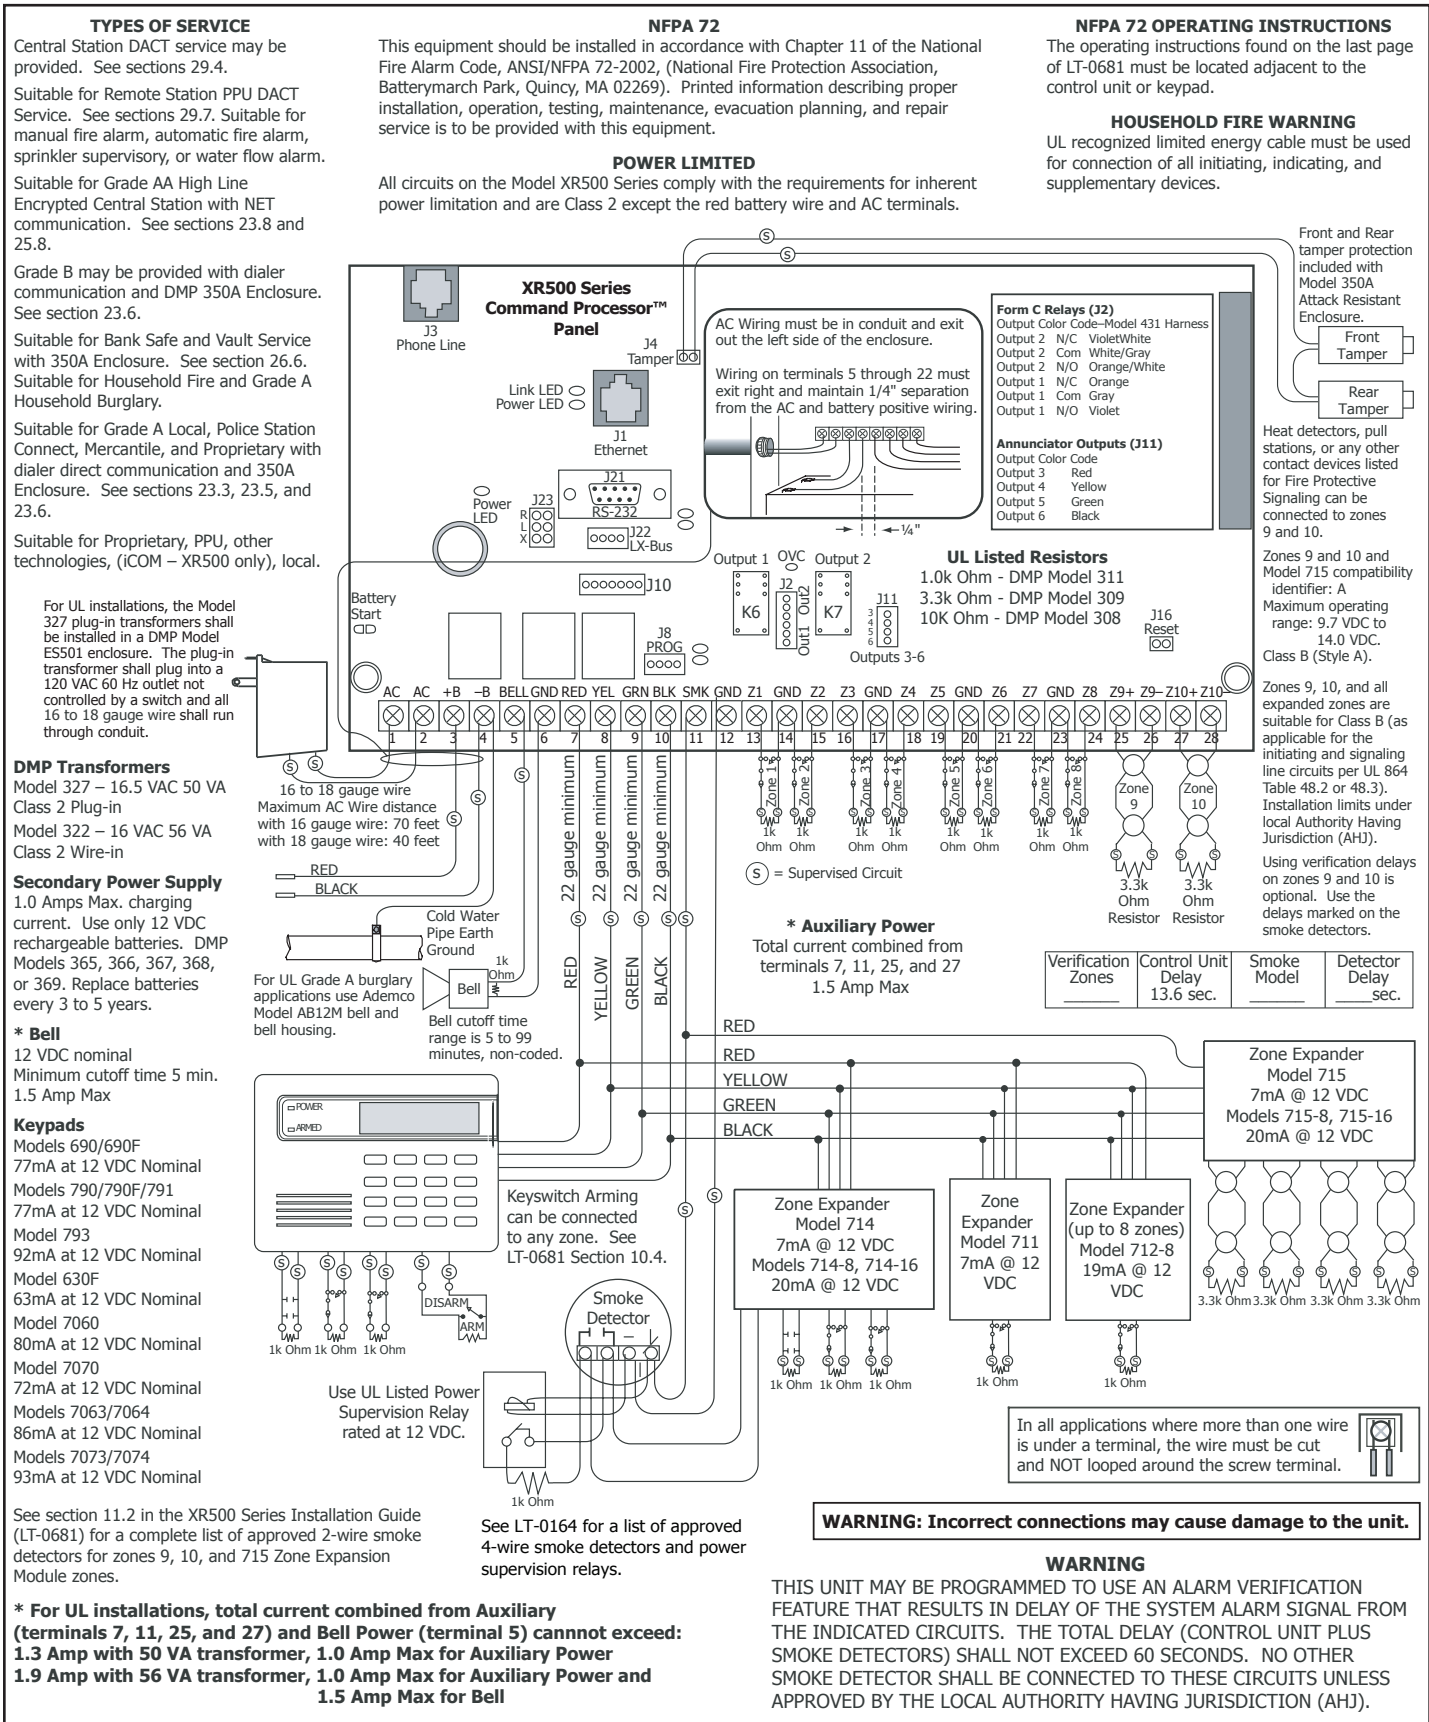 TYPES OF SERVICE
Central Station DACT service may be
provided. See sections 29.4.
Suitable for Remote Station PPU DACT
Service. See sections 29.7. Suitable for
manual fire alarm, automatic fire alarm,
sprinkler supervisory, or water flow alarm.
Suitable for Grade AA High Line
Encrypted Central Station with NET
communication. See sections 23.8 and
25.8.
Grade B may be provided with dialer
communication and DMP 350A Enclosure.
See section 23.6.
Suitable for Bank Safe and Vault Service
with 350A Enclosure. See section 26.6.
Suitable for Household Fire and Grade A
Household Burglary.
Suitable for Grade A Local, Police Station
Connect, Mercantile, and Proprietary with
dialer direct communication and 350A
Enclosure. See sections 23.3, 23.5, and
23.6.
Suitable for Proprietary, PPU, other
technologies, (iCOM – XR500 only), local.
NFPA 72
This equipment should be installed in accordance with Chapter 11 of the National
Fire Alarm Code, ANSI/NFPA 72-2002, (National Fire Protection Association,
Batterymarch Park, Quincy, MA 02269). Printed information describing proper
installation, operation, testing, maintenance, evacuation planning, and repair
service is to be provided with this equipment.
POWER LIMITED
All circuits on the Model XR500 Series comply with the requirements for inherent
power limitation and are Class 2 except the red battery wire and AC terminals.
NFPA 72 OPERATING INSTRUCTIONS
The operating instructions found on the last page
of LT-0681 must be located adjacent to the
control unit or keypad.
HOUSEHOLD FIRE WARNING
UL recognized limited energy cable must be used
for connection of all initiating, indicating, and
supplementary devices.
S
S
Front and Rear
tamper protection
included with
Model 350A
Attack Resistant
Enclosure.
Front
Tamper
Rear
Tamper
Heat detectors, pull
stations, or any other
contact devices listed
for Fire Protective
Signaling can be
connected to zones
9 and 10.
Zones 9 and 10 and
Model 715 compatibility
identifier: A
Maximum operating
range: 9.7 VDC to
14.0 VDC.
Class B (Style A).
Zones 9, 10, and all
expanded zones are
suitable for Class B (as
applicable for the
initiating and signaling
line circuits per UL 864
Table 48.2 or 48.3).
Installation limits under
local Authority Having
Jurisdiction (AHJ).
Using verification delays
on zones 9 and 10 is
optional. Use the
delays marked on the
smoke detectors.
XR500 Series
Command Processor™
Panel
J3
Phone Line
J4
Tamper
Link LED
Power LED
J1
Ethernet
AC Wiring must be in conduit and exit
out the left side of the enclosure.
Wiring on terminals 5 through 22 must
exit right and maintain 1/4" separation
from the AC and battery positive wiring.
¼"
Form C Relays (J2)
Output Color Code–Model 431 Harness
Output 2 N/C VioletWhite
Output 2 Com White/Gray
Output 2 N/O Orange/White
Output 1 N/C Orange
Output 1 Com Gray
Output 1 N/O Violet
Annunciator Outputs (J11)
Output Color Code
Output 3 Red
Output 4 Yellow
Output 5 Green
Output 6 Black
Power
LED
J23
R
L
X
J21
RS-232
J22
LX-Bus
J10
J8
PROG
Output 1
OVC
Output 2
K6
J2
Out1 Out2
K7
J11
3
4
5
6
Outputs 3-6
UL Listed Resistors
1.0k Ohm - DMP Model 311
3.3k Ohm - DMP Model 309
10K Ohm - DMP Model 308
J16
Reset
Battery
Start
AC AC +B –B BELL GND RED YEL GRN BLK SMK GND Z1 GND Z2 Z3 GND Z4 Z5 GND Z6 Z7 GND Z8 Z9+ Z9– Z10+ Z10–
1 2 3 4 5 6 7 8 9 10 11 12 13 14 15 16 17 18 19 20 21 22 23 24 25 26 27 28
For UL installations, the Model
327 plug-in transformers shall
be installed in a DMP Model
ES501 enclosure. The plug-in
transformer shall plug into a
120 VAC 60 Hz outlet not
controlled by a switch and all
16 to 18 gauge wire shall run
through conduit.
DMP Transformers
Model 327 – 16.5 VAC 50 VA
Class 2 Plug-in
Model 322 – 16 VAC 56 VA
Class 2 Wire-in
Secondary Power Supply
1.0 Amps Max. charging
current. Use only 12 VDC
rechargeable batteries. DMP
Models 365, 366, 367, 368,
or 369. Replace batteries
every 3 to 5 years.
* Bell
12 VDC nominal
Minimum cutoff time 5 min.
1.5 Amp Max
Keypads
Models 690/690F
77mA at 12 VDC Nominal
Models 790/790F/791
77mA at 12 VDC Nominal
Model 793
92mA at 12 VDC Nominal
Model 630F
63mA at 12 VDC Nominal
Model 7060
80mA at 12 VDC Nominal
Model 7070
72mA at 12 VDC Nominal
Models 7063/7064
86mA at 12 VDC Nominal
Models 7073/7074
93mA at 12 VDC Nominal
S S S S S
16 to 18 gauge wire
Maximum AC Wire distance
with 16 gauge wire: 70 feet
with 18 gauge wire: 40 feet
RED
BLACK
Cold Water
Pipe Earth
Ground
For UL Grade A burglary
applications use Ademco
Model AB12M bell and
bell housing.
Bell
1k
Ohm
Bell cutoff time
range is 5 to 99
minutes, non-coded.
22 gauge minimum
22 gauge minimum
22 gauge minimum
22 gauge minimum
S S S S S
RED
YELLOW
GREEN
BLACK
Zone 1 Zone 2 Zone 3 Zone 4 Zone 5 Zone 6 Zone 7 Zone 8
S S S S S S S S
1k 1k 1k 1k 1k 1k 1k 1k
Ohm Ohm Ohm Ohm Ohm Ohm Ohm Ohm
Zone
9
Zone
10
S S S S
3.3k
Ohm
Resistor
3.3k
Ohm
Resistor
S = Supervised Circuit
* Auxiliary Power
Total current combined from
terminals 7, 11, 25, and 27
1.5 Amp Max
Verification
Zones
Control Unit
Delay
13.6 sec.
Smoke
Model
Detector
Delay
____sec.
RED
RED
YELLOW
GREEN
BLACK
Zone Expander
Model 715
7mA @ 12 VDC
Models 715-8, 715-16
20mA @ 12 VDC
S S S S S S S S
3.3k Ohm 3.3k Ohm 3.3k Ohm 3.3k Ohm
POWER
ARMED
S S S S S S S S
DISARM
ARM
1k Ohm 1k Ohm 1k Ohm
Keyswitch Arming
can be connected
to any zone. See
LT-0681 Section 10.4.
S
S
Zone Expander
Model 714
7mA @ 12 VDC
Models 714-8, 714-16
20mA @ 12 VDC
S S S S S S
1k Ohm 1k Ohm 1k Ohm
Zone
Expander
Model 711
7mA @ 12
VDC
S S
1k Ohm
Zone Expander
(up to 8 zones)
Model 712-8
19mA @ 12
VDC
S S
1k Ohm
Smoke
Detector
Use UL Listed Power
Supervision Relay
rated at 12 VDC.
1k Ohm
In all applications where more than one wire
is under a terminal, the wire must be cut
and NOT looped around the screw terminal.
See section 11.2 in the XR500 Series Installation Guide
(LT-0681) for a complete list of approved 2-wire smoke
detectors for zones 9, 10, and 715 Zone Expansion
Module zones.
See LT-0164 for a list of approved
4-wire smoke detectors and power
supervision relays.
WARNING: Incorrect connections may cause damage to the unit.
* For UL installations, total current combined from Auxiliary
(terminals 7, 11, 25, and 27) and Bell Power (terminal 5) cannnot exceed:
1.3 Amp with 50 VA transformer, 1.0 Amp Max for Auxiliary Power
1.9 Amp with 56 VA transformer, 1.0 Amp Max for Auxiliary Power and
1.5 Amp Max for Bell
WARNING
THIS UNIT MAY BE PROGRAMMED TO USE AN ALARM VERIFICATION
FEATURE THAT RESULTS IN DELAY OF THE SYSTEM ALARM SIGNAL FROM
THE INDICATED CIRCUITS. THE TOTAL DELAY (CONTROL UNIT PLUS
SMOKE DETECTORS) SHALL NOT EXCEED 60 SECONDS. NO OTHER
SMOKE DETECTOR SHALL BE CONNECTED TO THESE CIRCUITS UNLESS
APPROVED BY THE LOCAL AUTHORITY HAVING JURISDICTION (AHJ).